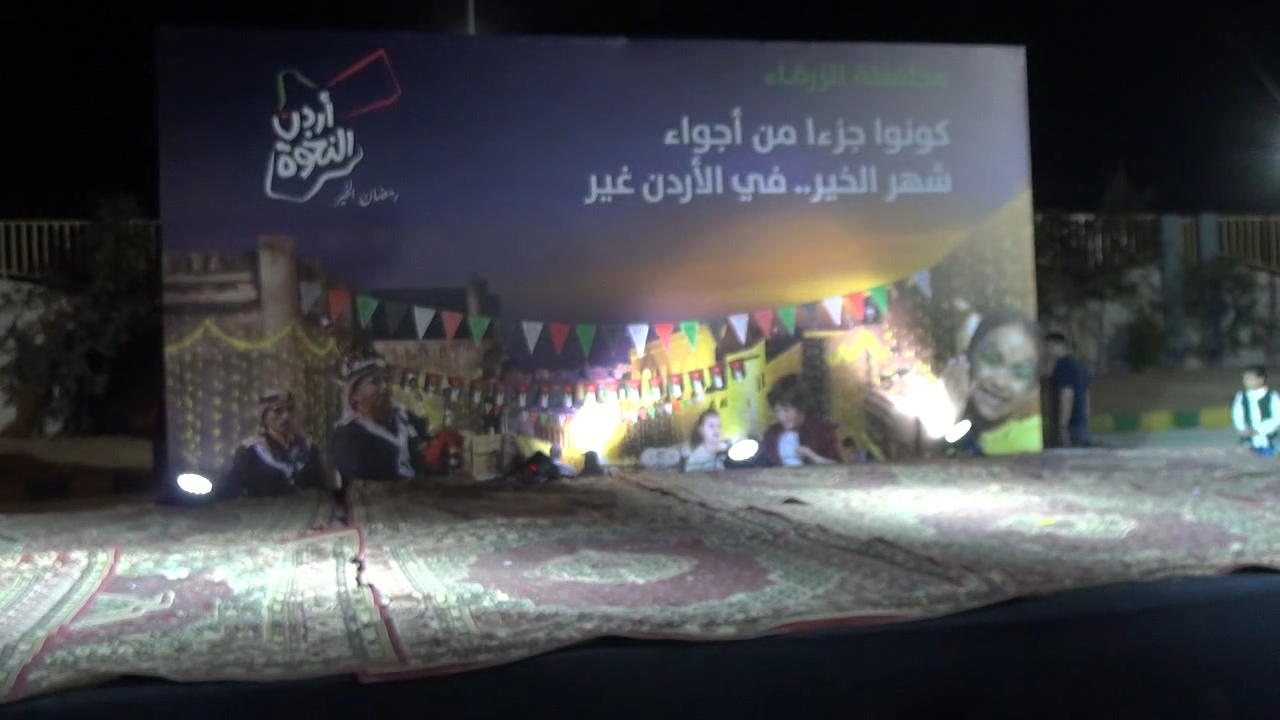 محافظة الزرقاء
كونوا جزءا من أجواء
شهر الخير.. في الأردن غير
أردن
النخوة
رمضان الخير